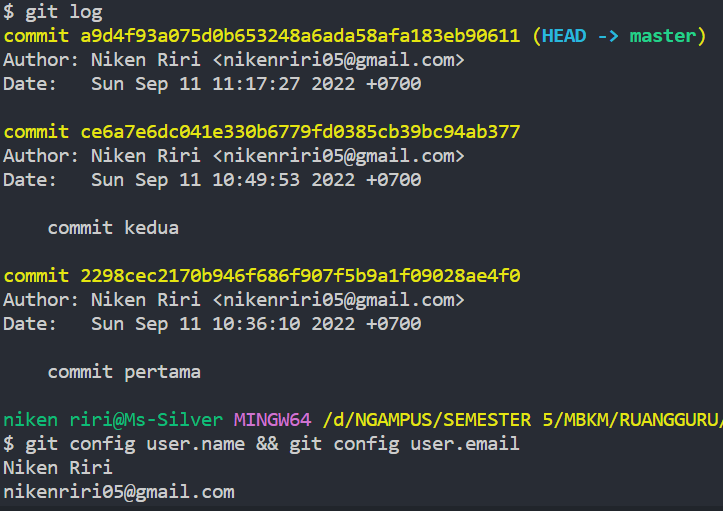 $ git log
commit a9d4f93a075d0b653248a6ada58afa183eb90611 (HEAD -> master)
Author: Niken Riri <nikenriri05@gmail.com>
Date:   Sun Sep 11 11:17:27 2022 +0700
commit ce6a7e6dc041e330b6779fd0385cb39bc94ab377
Author: Niken Riri <nikenriri05@gmail.com>
Date:   Sun Sep 11 10:49:53 2022 +0700
commit kedua
commit 2298cec2170b946f686f907f5b9a1f09028ae4f0
Author: Niken Riri <nikenriri05@gmail.com>
Date:   Sun Sep 11 10:36:10 2022 +0700
commit pertama
niken riri@Ms-Silver MINGW64 /d/NGAMPUS/SEMESTER 5/MBKM/RUANGGURU/
$ git config user.name && git config user.email
Niken Riri
nikenriri05@gmail.com